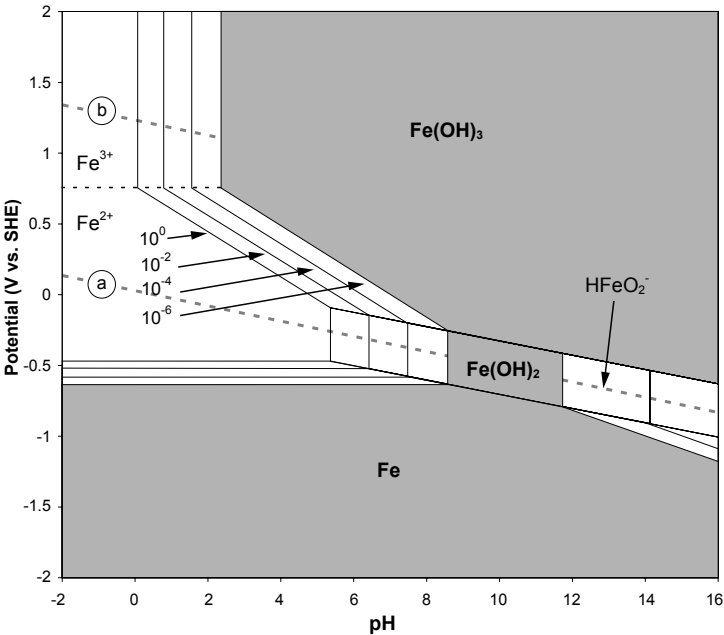 2
1.5
1
0.5
0
-0.5
-1
-1.5
-2
Potential (V vs. SHE)
b
Fe³⁺
Fe²⁺
a
10⁰
10⁻²
10⁻⁴
10⁻⁶
Fe(OH)₃
HFeO₂⁻
Fe(OH)₂
Fe
-2 0 2 4 6 8 10 12 14 16
pH